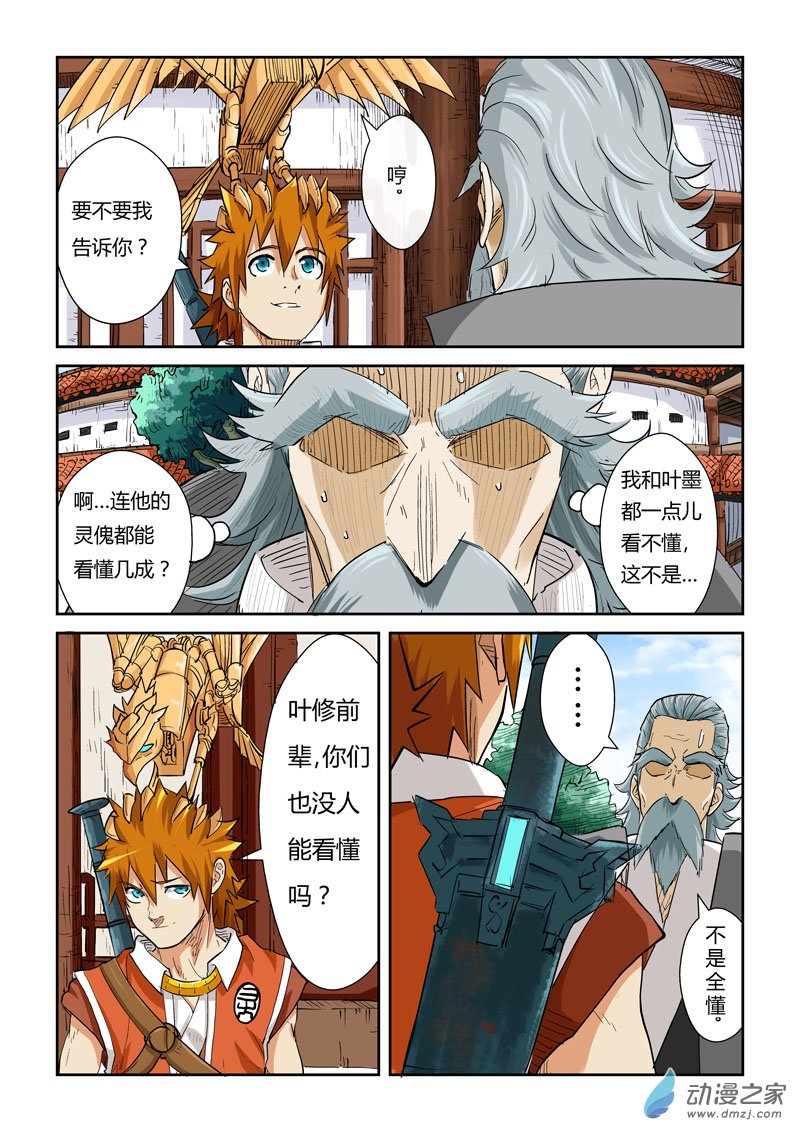 要不要我
告诉你？
哼。
啊…连他的
灵傀都能
看懂几成？
我和叶墨
都一点儿
看不懂，
这不是…
叶修前
辈，你们
也没人
能看懂
吗？
……
不是全懂。
动漫之家
www.dmzj.com